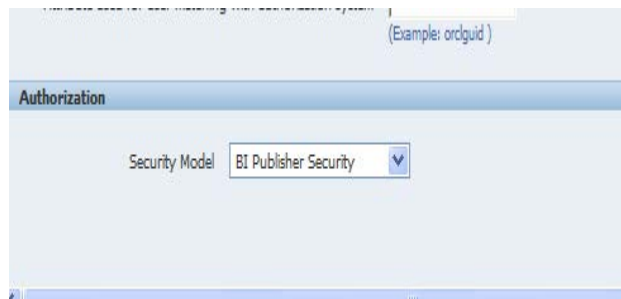 (Example: orclguid )
Authorization
Security Model BI Publisher Security